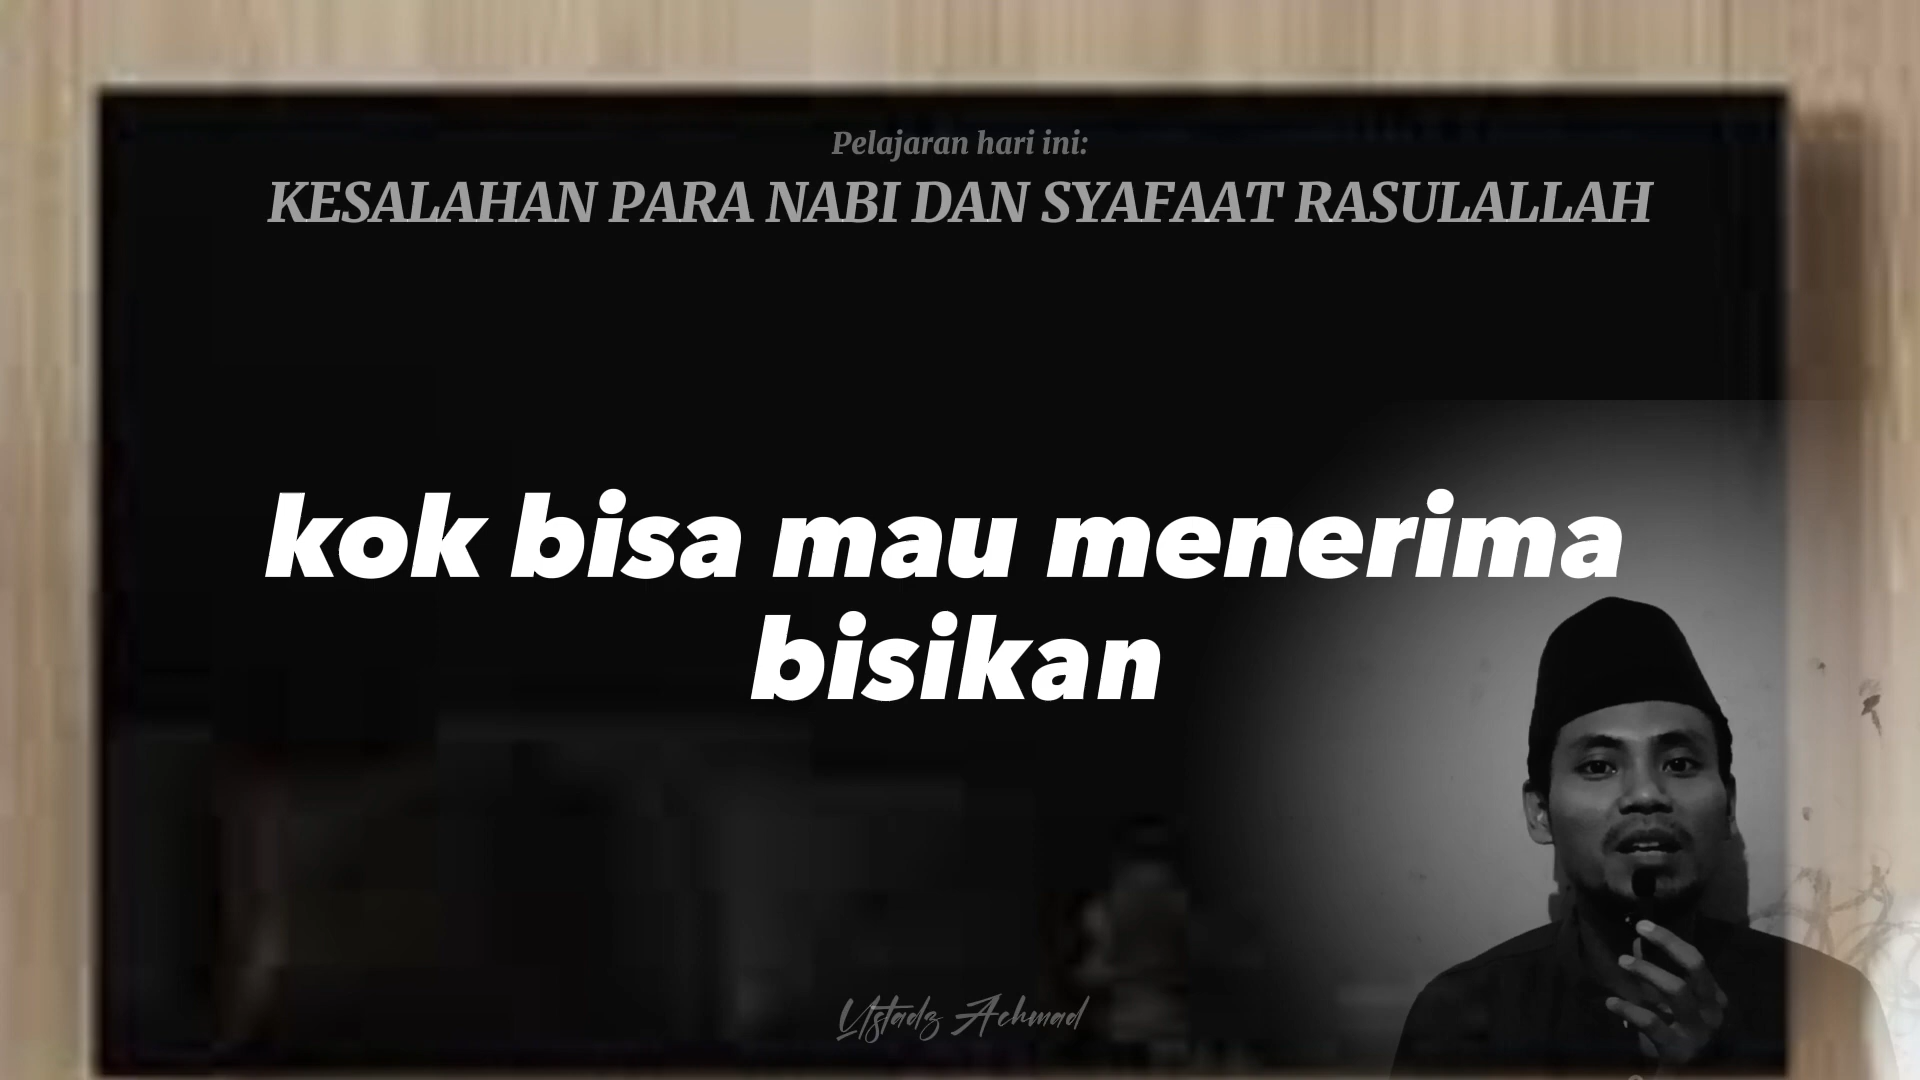 Pelajaran hari ini:
KESALAHAN PARA NABI DAN SYAFAAT RASULALLAH
kok bisa mau menerima
bisikan
Ustadz Achmad